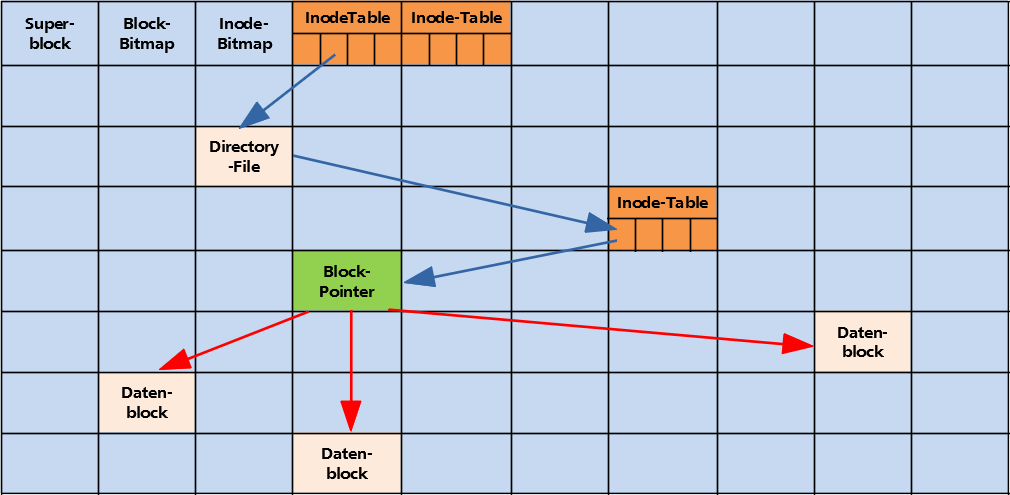 Super-
block
Block-
Bitmap
Inode-
Bitmap
InodeTable
Inode-Table
Directory
-File
Inode-Table
Block-
Pointer
Daten-
block
Daten-
block
Daten-
block